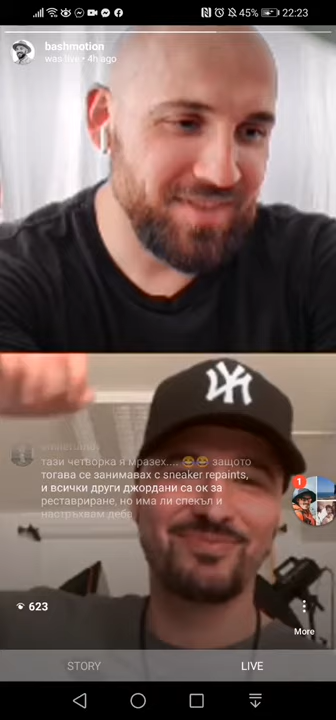 45% 22:23
bashmotion
was live • 4h ago
тази четворка я мразех.... 😂😂 защото
тогава се занимавах с sneaker repaints,
и всички други джордани са ок за
реставриране, но има ли спекъл и
настръхвам
NY
1
623
More
STORY
LIVE